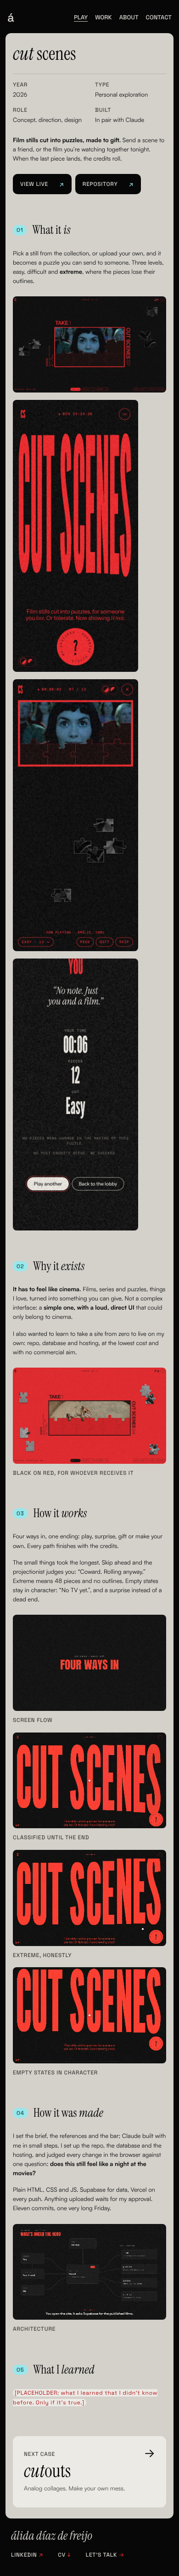 á PLAY WORK ABOUT CONTACT
cut scenes
YEAR TYPE
2026 Personal exploration
ROLE BUILT
Concept, direction, design In pair with Claude
Film stills cut into puzzles, made to gift. Send a scene to
a friend, or the film you're watching together tonight.
When the last piece lands, the credits roll.
VIEW LIVE ↗ REPOSITORY ↗
01 What it is
Pick a still from the collection, or upload your own, and it
becomes a puzzle you can send to someone. Three levels,
easy, difficult and extreme, where the pieces lose their
outlines.
CUT SCENES
Film stills cut into puzzles, for someone
you like. Or tolerate. Now showing (I like).
?
YOU
"No note. Just
you and a film."
YOUR TIME
00:06
PIECES
12
CUT
Easy
Play another Back to the lobby
02 Why it exists
It has to feel like cinema. Films, series and puzzles, things
I love, turned into something you can give. Not a complex
interface: a simple one, with a loud, direct UI that could
only belong to cinema.
I also wanted to learn to take a site from zero to live on my
own: repo, database and hosting, at the lowest cost and
with no commercial aim.
BLACK ON RED, FOR WHOEVER RECEIVES IT
03 How it works
Four ways in, one ending: play, surprise, gift or make your
own. Every path finishes with the credits.
The small things took the longest. Skip ahead and the
projectionist judges you: "Coward. Rolling anyway."
Extreme means 48 pieces and no outlines. Empty states
stay in character: "No TV yet", and a surprise instead of a
dead end.
FOUR WAYS IN
SCREEN FLOW
CUT SCENES
CLASSIFIED UNTIL THE END
CUT SCENES
EXTREME, HONESTLY
CUT SCENES
EMPTY STATES IN CHARACTER
04 How it was made
I set the brief, the references and the bar; Claude built with
me in small steps. I set up the repo, the database and the
hosting, and judged every change in the browser against
one question: does this still feel like a night at the
movies?
Plain HTML, CSS and JS. Supabase for data, Vercel on
every push. Anything uploaded waits for my approval.
Eleven commits, one very long Friday.
ARCHITECTURE
05 What I learned
[PLACEHOLDER: what I learned that I didn't know
before. Only if it's true.]
NEXT CASE →
cutouts
Analog collages. Make your own mess.
álida díaz de freijo
LINKEDIN ↗ CV ↓ LET'S TALK →